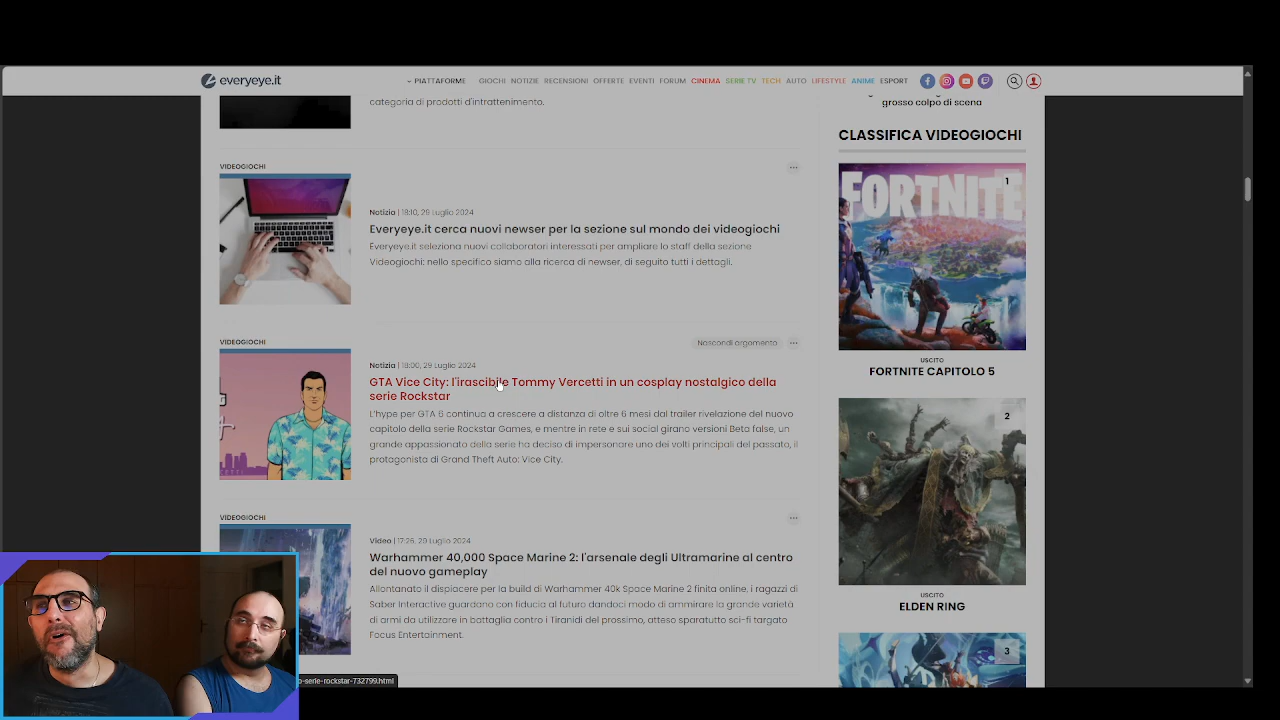 everyeye.it
PIATTAFORME GIOCHI NOTIZIE RECENSIONI OFFERTE EVENTI FORUM CINEMA SERIE TV TECH AUTO LIFESTYLE ANIME ESPORT
categoria di prodotti d'intrattenimento.
VIDEOGIOCHI
Notizia | 18:10, 29 Luglio 2024
Everyeye.it cerca nuovi newser per la sezione sul mondo dei videogiochi
Everyeye.it seleziona nuovi collaboratori interessati per ampliare lo staff della sezione
Videogiochi: nello specifico siamo alla ricerca di newser, di seguito tutti i dettagli.
VIDEOGIOCHI
Nascondi argomento
Notizia | 18:00, 29 Luglio 2024
GTA Vice City: l'irascibile Tommy Vercetti in un cosplay nostalgico della
serie Rockstar
L'hype per GTA 6 continua a crescere a distanza di oltre 6 mesi dal trailer rivelazione del nuovo
capitolo della serie Rockstar Games, e mentre in rete e sui social girano versioni Beta false, un
grande appassionato della serie ha deciso di impersonare uno dei volti principali del passato, il
protagonista di Grand Theft Auto: Vice City.
VIDEOGIOCHI
Video | 17:26, 29 Luglio 2024
Warhammer 40,000 Space Marine 2: l'arsenale degli Ultramarine al centro
del nuovo gameplay
Allontanato il dispiacere per la build di Warhammer 40k Space Marine 2 finita online, i ragazzi di
Saber Interactive guardano con fiducia al futuro dandoci modo di ammirare la grande varietà
di armi da utilizzare in battaglia contro i Tiranidi del prossimo, atteso sparatutto sci-fi targato
Focus Entertainment.
o-serie-rockstar-732799.html
grosso colpo di scena
CLASSIFICA VIDEOGIOCHI
1
FORTNITE
USCITO
FORTNITE CAPITOLO 5
2
USCITO
ELDEN RING
3